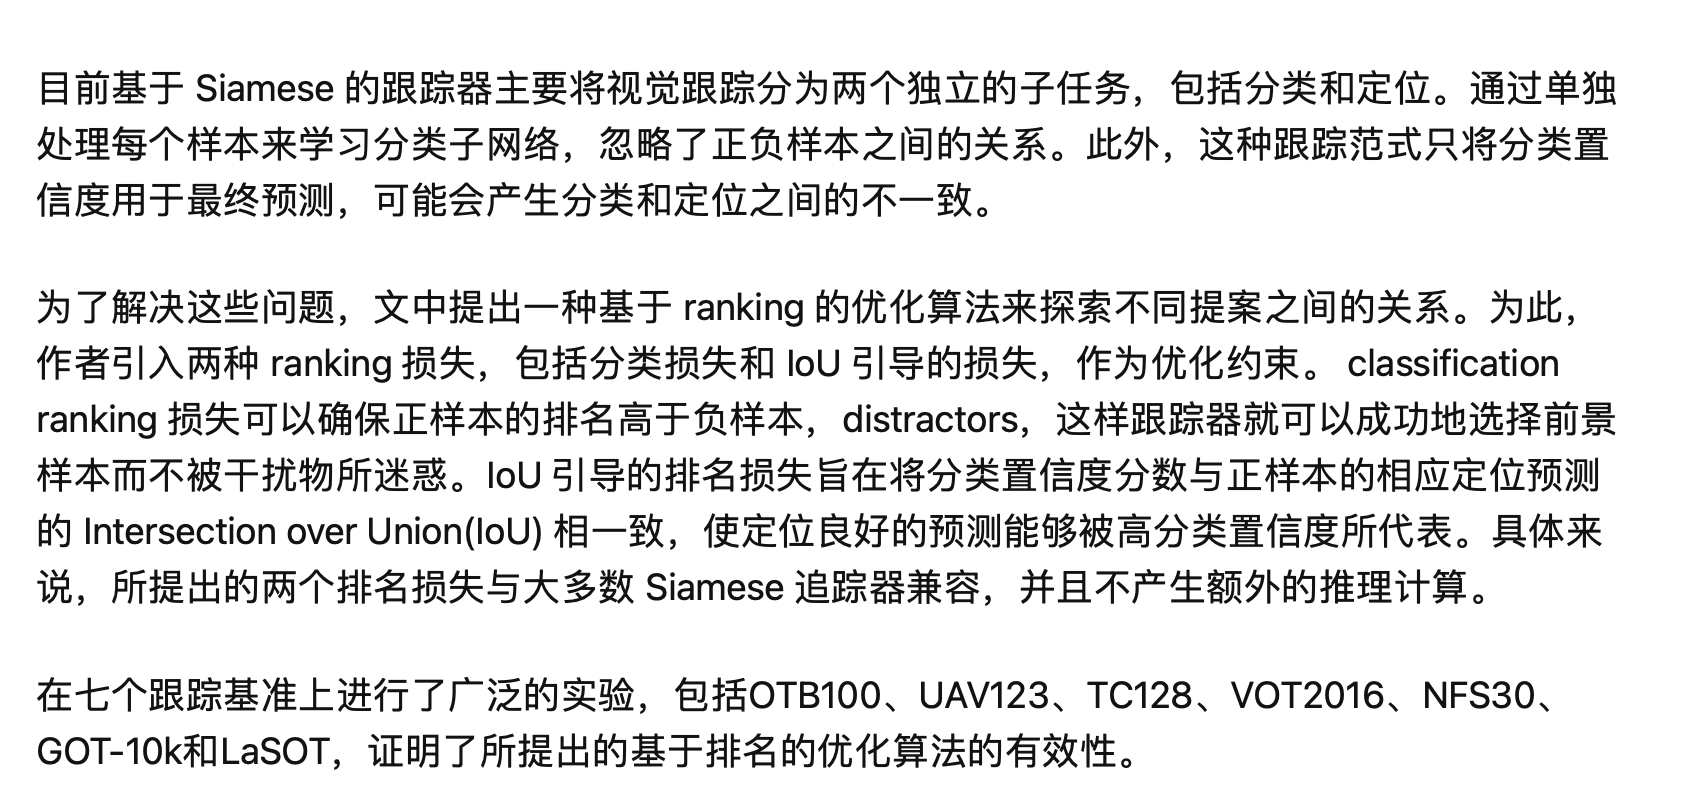 目前基于 Siamese 的跟踪器主要将视觉跟踪分为两个独立的子任务，包括分类和定位。通过单独
处理每个样本来学习分类子网络，忽略了正负样本之间的关系。此外，这种跟踪范式只将分类置
信度用于最终预测，可能会产生分类和定位之间的不一致。
为了解决这些问题，文中提出一种基于 ranking 的优化算法来探索不同提案之间的关系。为此，
作者引入两种 ranking 损失，包括分类损失和 IoU 引导的损失，作为优化约束。 classification
ranking 损失可以确保正样本的排名高于负样本，distractors，这样跟踪器就可以成功地选择前景
样本而不被干扰物所迷惑。IoU 引导的排名损失旨在将分类置信度分数与正样本的相应定位预测
的 Intersection over Union(IoU) 相一致，使定位良好的预测能够被高分类置信度所代表。具体来
说，所提出的两个排名损失与大多数 Siamese 追踪器兼容，并且不产生额外的推理计算。
在七个跟踪基准上进行了广泛的实验，包括OTB100、UAV123、TC128、VOT2016、NFS30、
GOT-10k和LaSOT，证明了所提出的基于排名的优化算法的有效性。